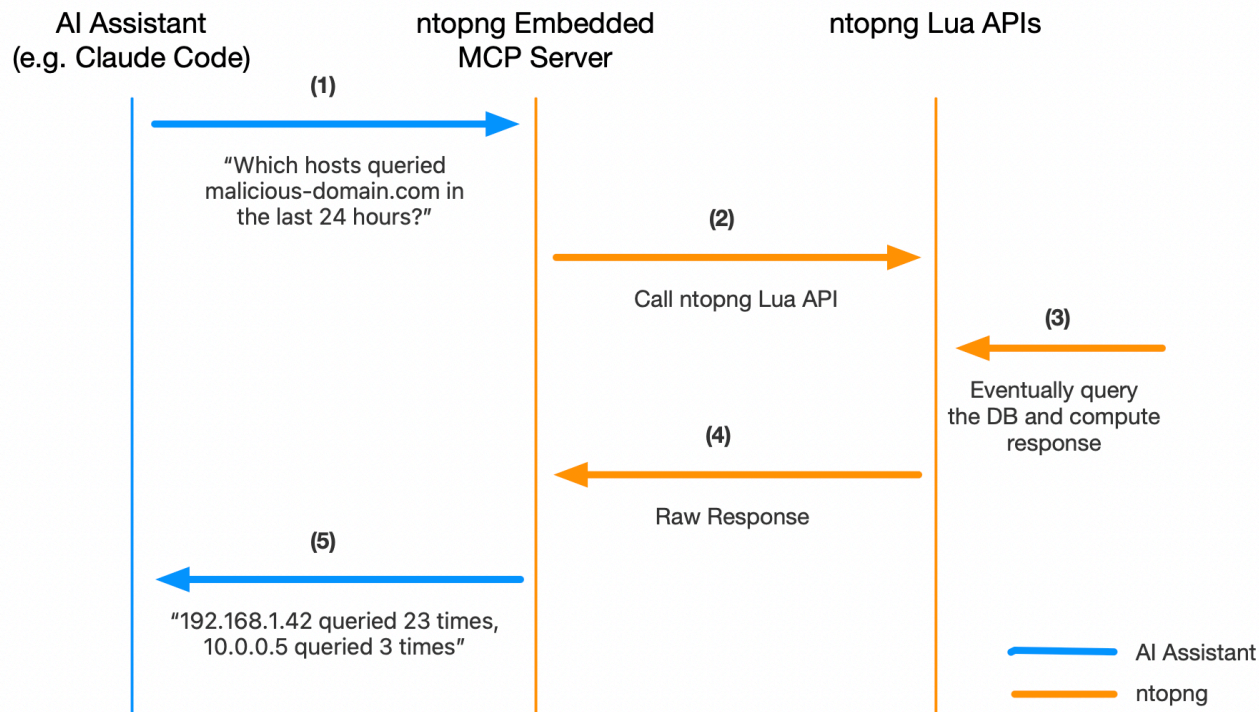 AI Assistant
(e.g. Claude Code)
ntopng Embedded
MCP Server
ntopng Lua APIs
(1)
“Which hosts queried
malicious-domain.com in
the last 24 hours?”
(2)
Call ntopng Lua API
(3)
Eventually query
the DB and compute
response
(4)
Raw Response
(5)
“192.168.1.42 queried 23 times,
10.0.0.5 queried 3 times”
AI Assistant
ntopng